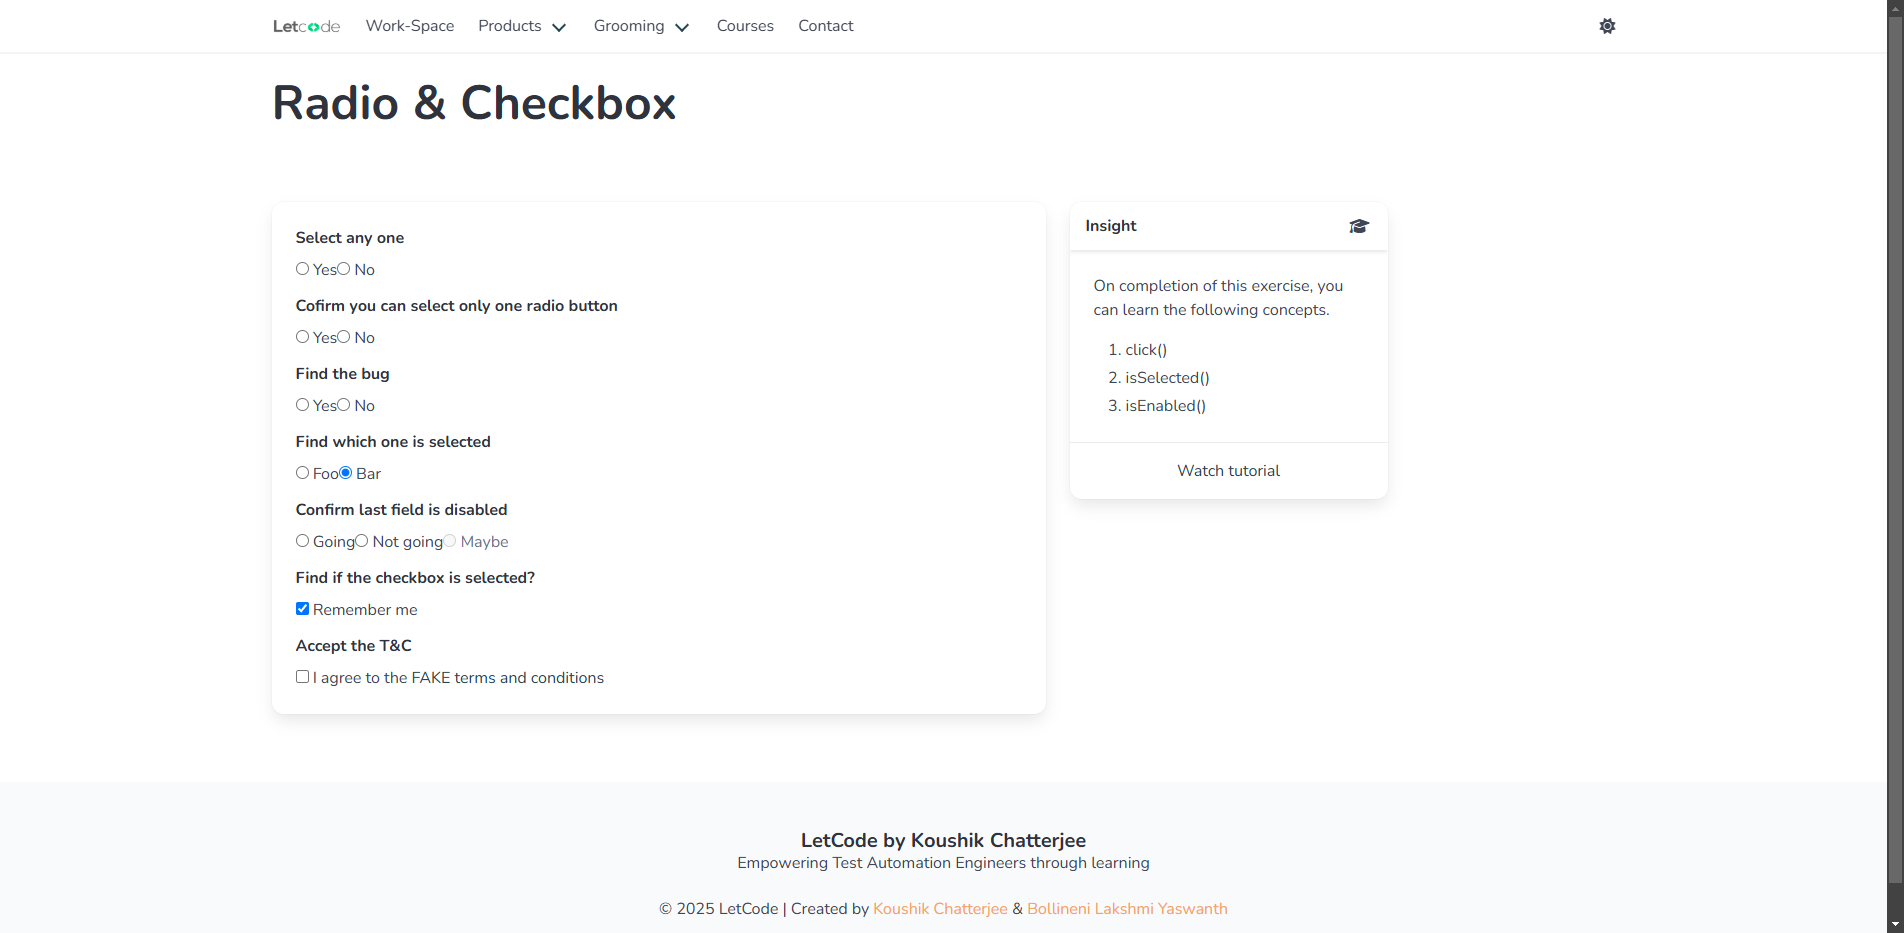 Letcode Work-Space Products Grooming Courses Contact
Radio & Checkbox
Select any one
Yes No
Cofirm you can select only one radio button
Yes No
Find the bug
Yes No
Find which one is selected
Foo Bar
Confirm last field is disabled
Going Not going Maybe
Find if the checkbox is selected?
Remember me
Accept the T&C
I agree to the FAKE terms and conditions
Insight
On completion of this exercise, you
can learn the following concepts.
1. click()
2. isSelected()
3. isEnabled()
Watch tutorial
LetCode by Koushik Chatterjee
Empowering Test Automation Engineers through learning
© 2025 LetCode | Created by Koushik Chatterjee & Bollineni Lakshmi Yaswanth